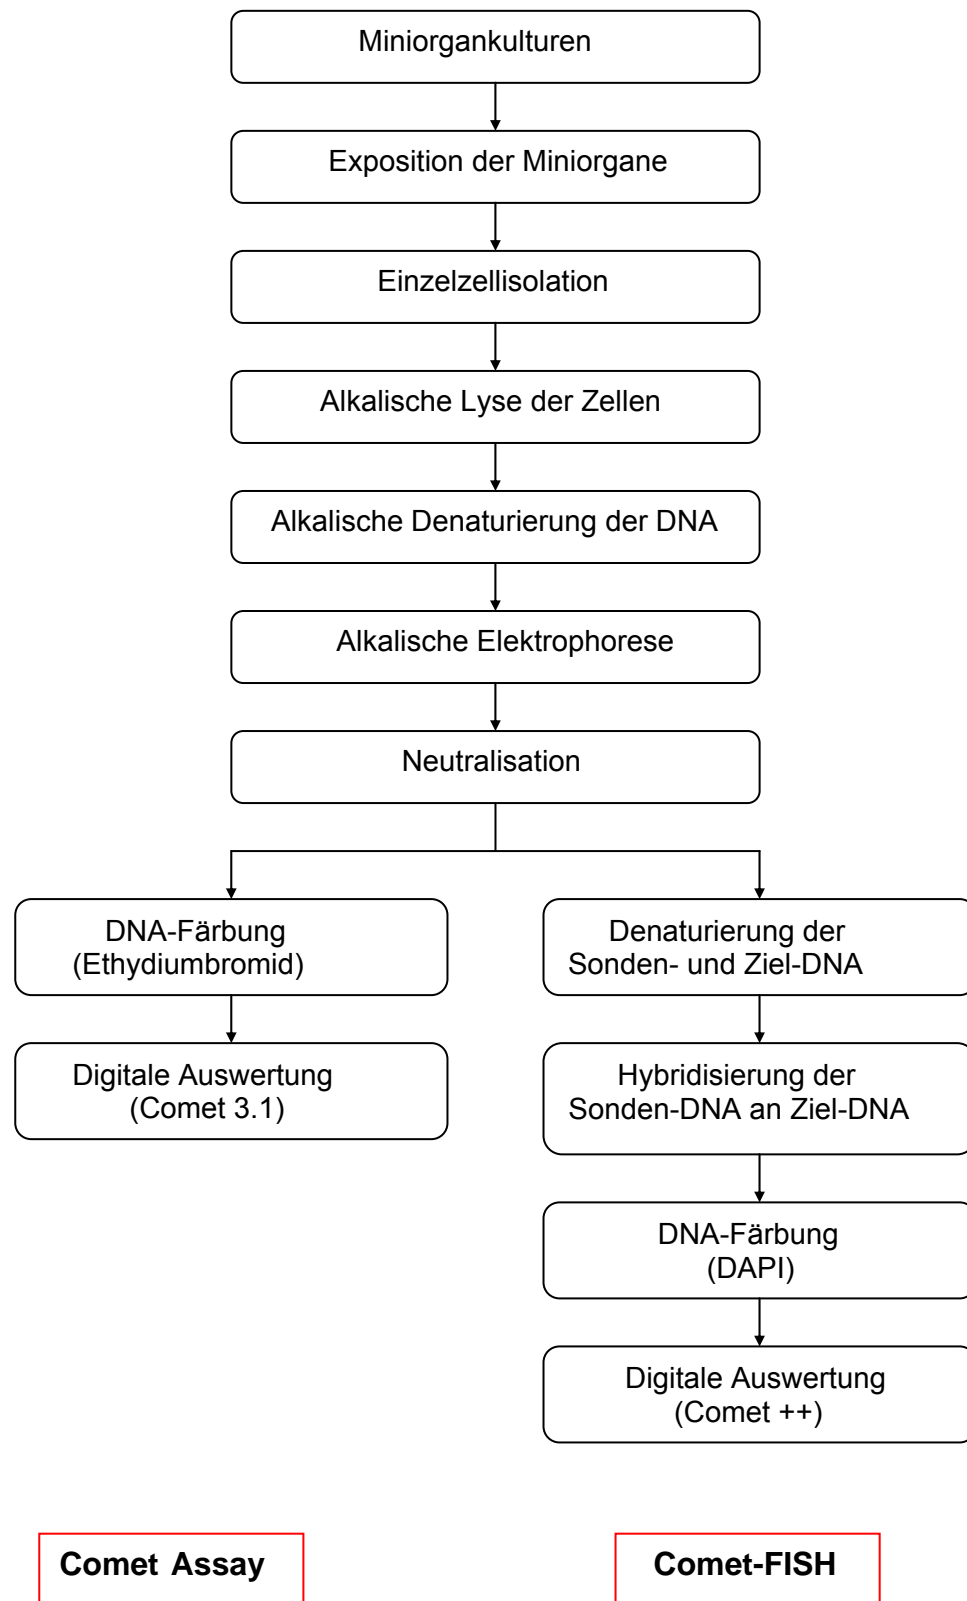 Miniorgankulturen
Exposition der Miniorgane
Einzelzellisolation
Alkalische Lyse der Zellen
Alkalische Denaturierung der DNA
Alkalische Elektrophorese
Neutralisation
DNA-Färbung
(Ethydiumbromid)
Digitale Auswertung
(Comet 3.1)
Denaturierung der
Sonden- und Ziel-DNA
Hybridisierung der
Sonden-DNA an Ziel-DNA
DNA-Färbung
(DAPI)
Digitale Auswertung
(Comet ++)
Comet Assay
Comet-FISH